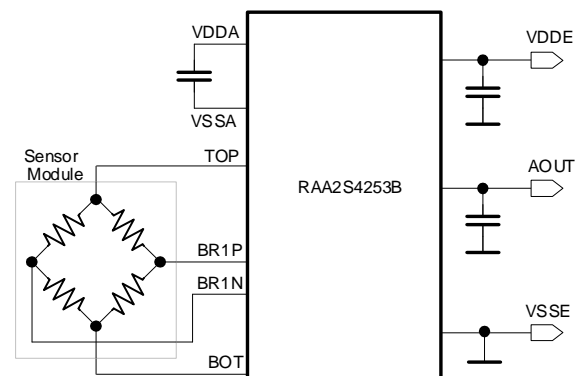 VDDA
VSSA
Sensor
Module
TOP
BR1P
BR1N
BOT
RAA2S4253B
VDDE
AOUT
VSSE